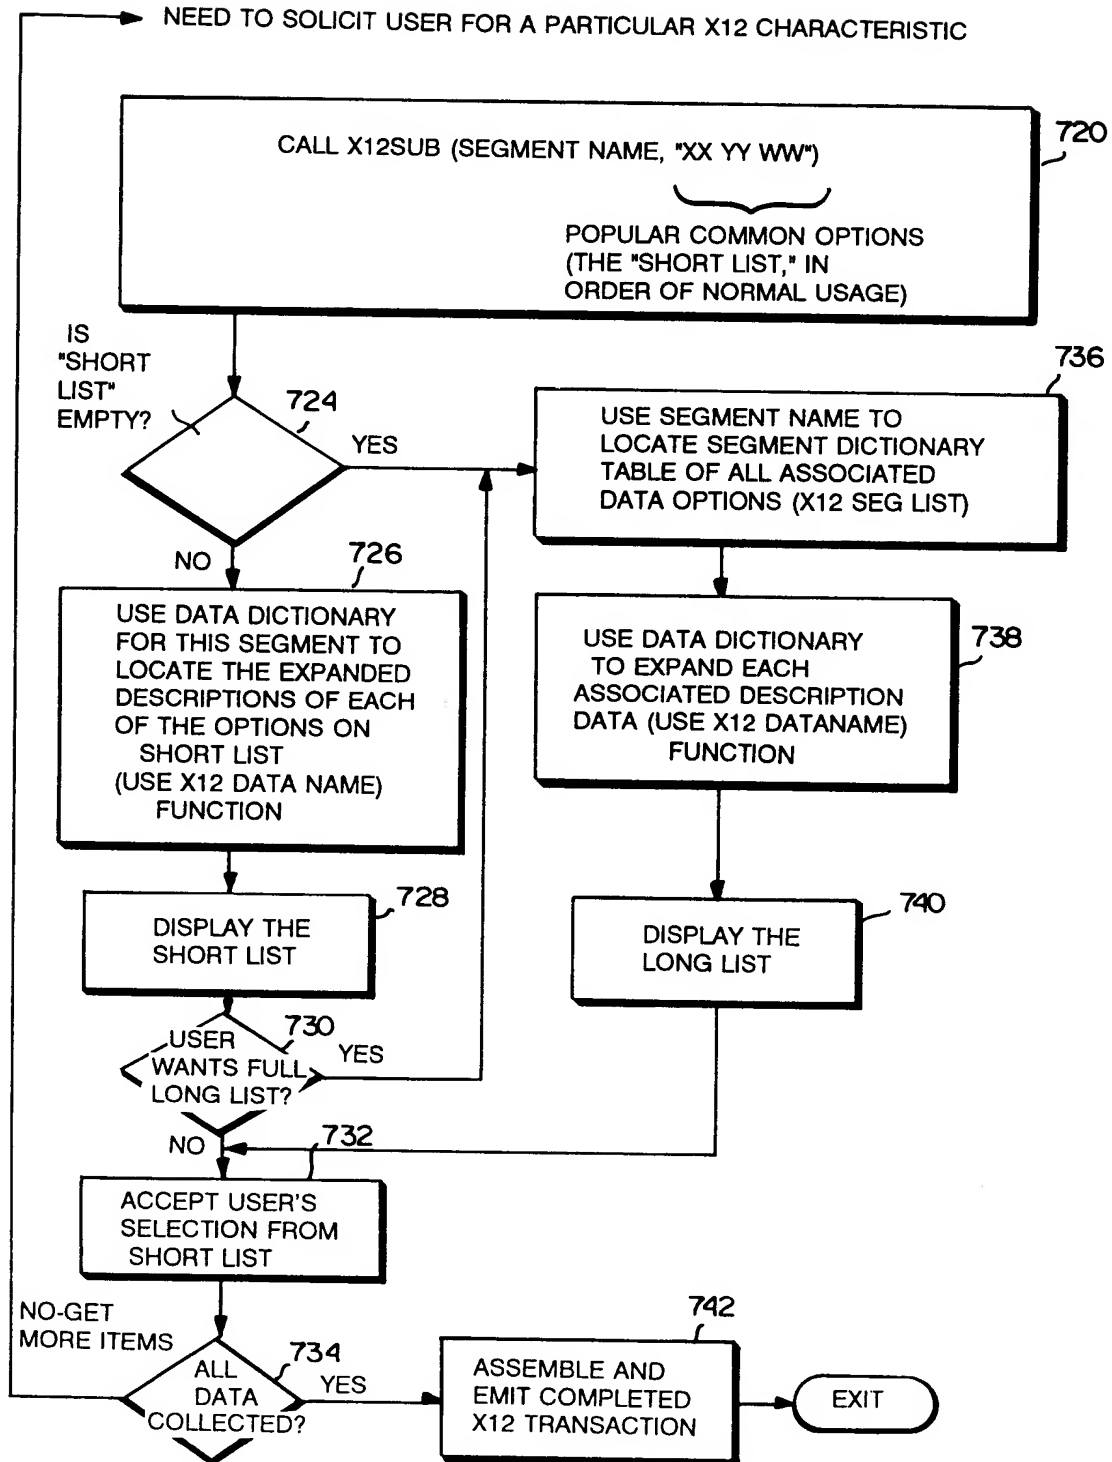 NEED TO SOLICIT USER FOR A PARTICULAR X12 CHARACTERISTIC
CALL X12SUB (SEGMENT NAME, "XX YY WW")
720
POPULAR COMMON OPTIONS
(THE "SHORT LIST," IN
ORDER OF NORMAL USAGE)
IS
"SHORT
LIST"
EMPTY?
724
YES
NO
736
USE SEGMENT NAME TO
LOCATE SEGMENT DICTIONARY
TABLE OF ALL ASSOCIATED
DATA OPTIONS (X12 SEG LIST)
726
USE DATA DICTIONARY
FOR THIS SEGMENT TO
LOCATE THE EXPANDED
DESCRIPTIONS OF EACH
OF THE OPTIONS ON
SHORT LIST
(USE X12 DATA NAME)
FUNCTION
738
USE DATA DICTIONARY
TO EXPAND EACH
ASSOCIATED DESCRIPTION
DATA (USE X12 DATANAME)
FUNCTION
728
DISPLAY THE
SHORT LIST
740
DISPLAY THE
LONG LIST
730
USER
WANTS FULL
LONG LIST?
YES
NO
732
ACCEPT USER'S
SELECTION FROM
SHORT LIST
NO-GET
MORE ITEMS
734
ALL
DATA
COLLECTED?
YES
742
ASSEMBLE AND
EMIT COMPLETED
X12 TRANSACTION
EXIT